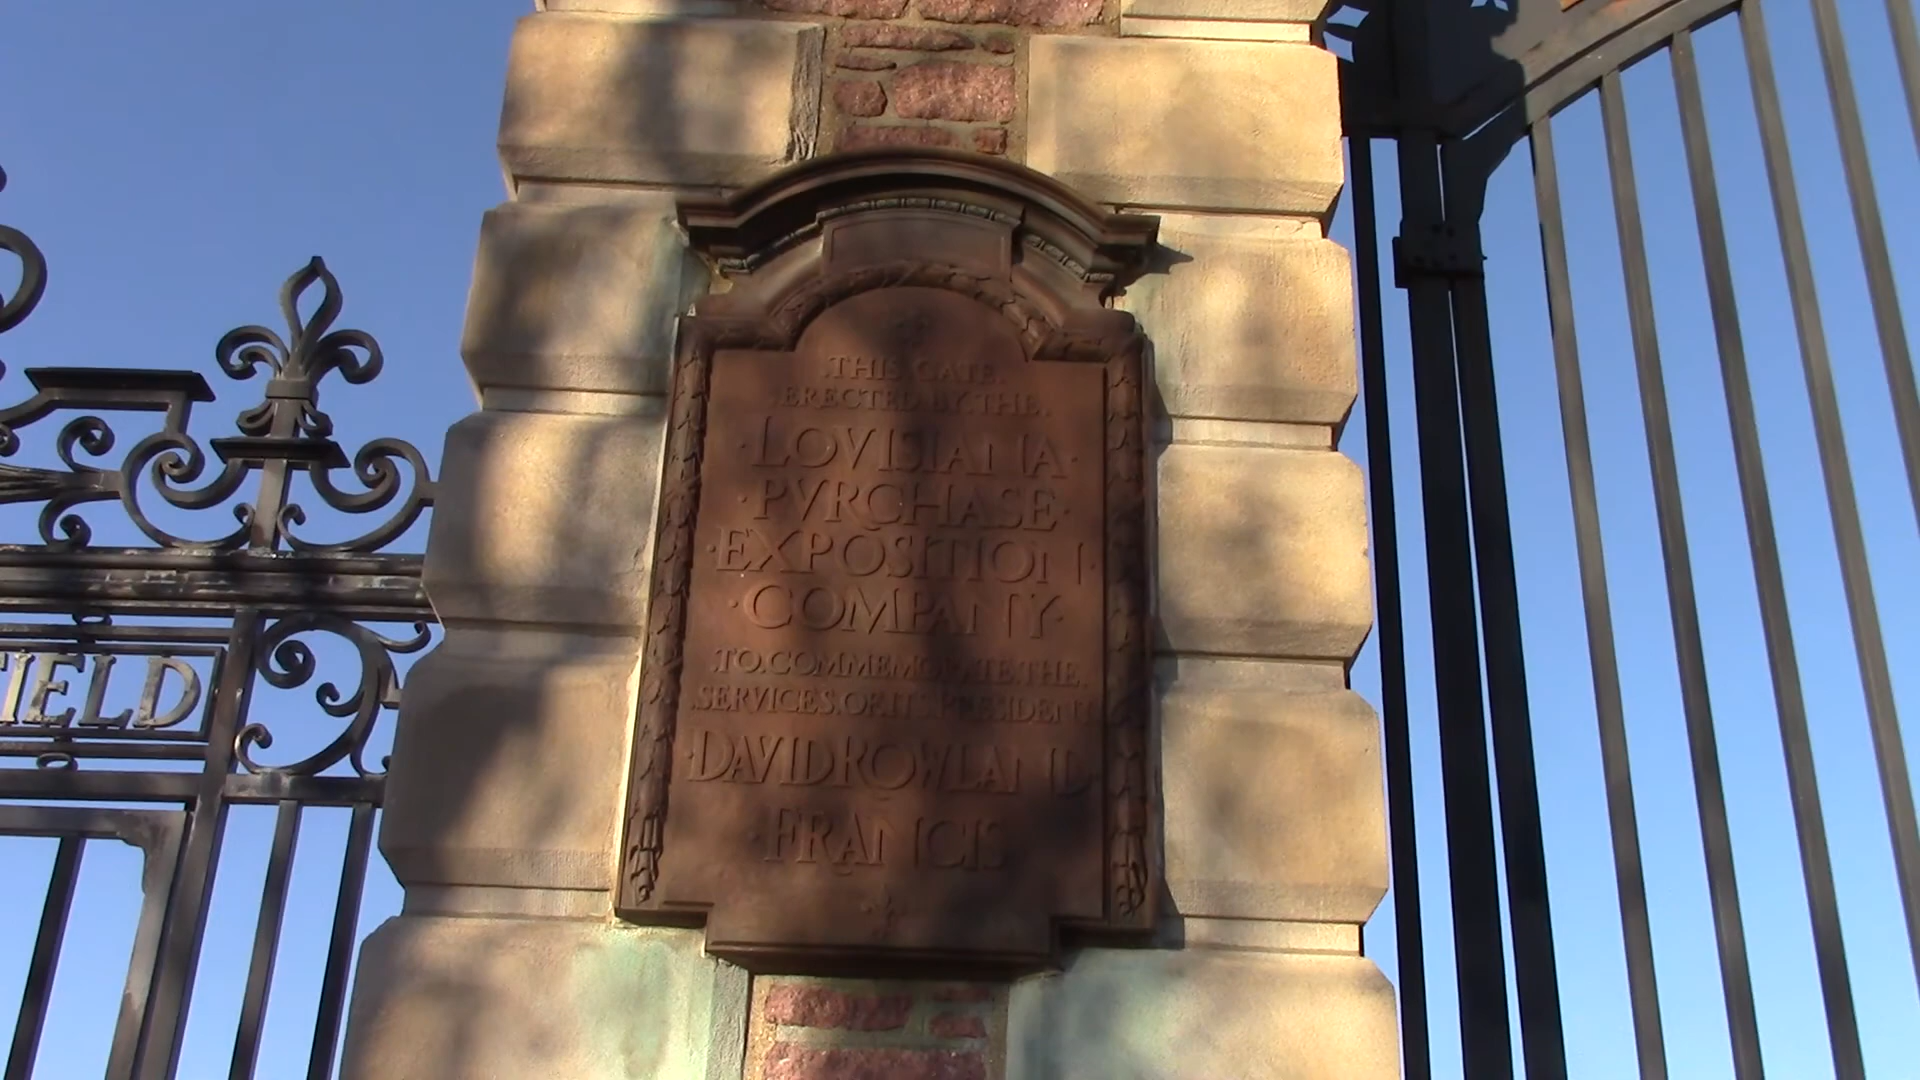 IELD
.THIS GATE.
.ERECTED.BY.THE.
·LOVISIANA·
·PVRCHASE·
·EXPOSITION·
·COMPANY·
.TO.COMMEMORATE.THE.
.SERVICES.OF.ITS.PRESIDENT
·DAVID ROWLAND·
·FRANCIS·